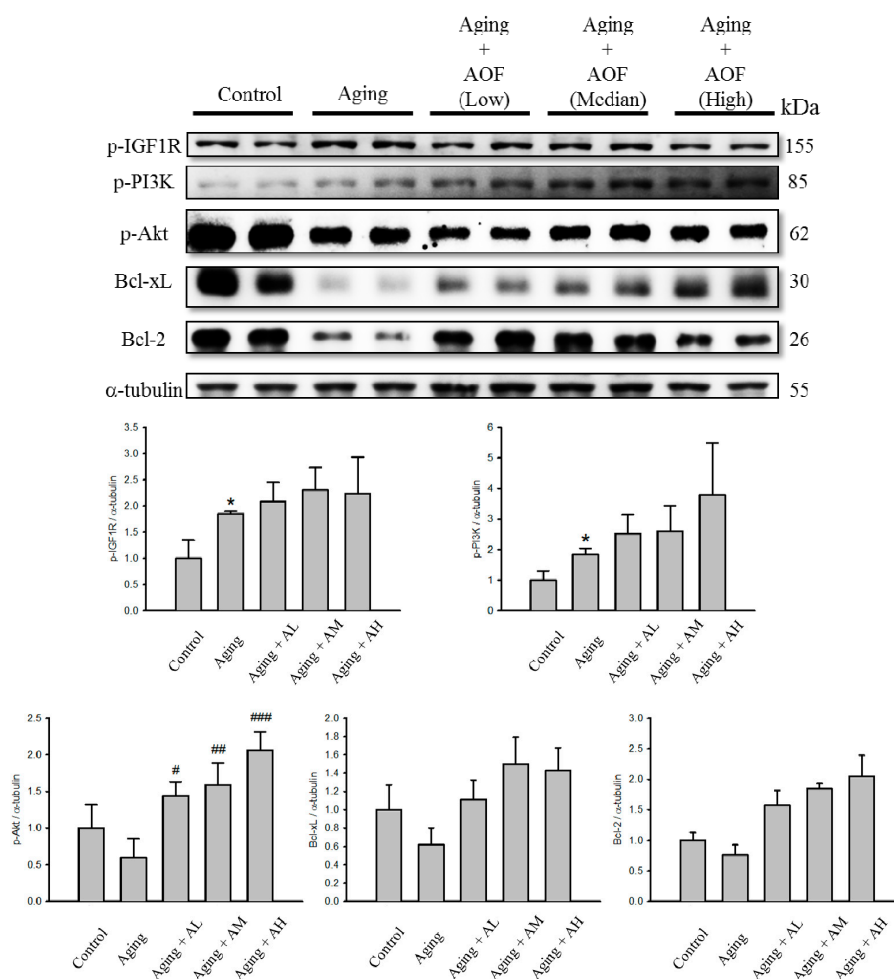 Aging
+
AOF
(Low)
Aging
+
AOF
(Median)
Aging
+
AOF
(High)
Control
Aging
kDa
p-IGF1R
155
p-PI3K
85
p-Akt
62
Bcl-xL
30
Bcl-2
26
α-tubulin
55
p-IGF1R / α-tubulin
3.5
3.0
2.5
2.0
1.5
1.0
0.5
0.0
*
Control
Aging
Aging + AL
Aging + AM
Aging + AH
p-PI3K / α-tubulin
6
5
4
3
2
1
0
*
Control
Aging
Aging + AL
Aging + AM
Aging + AH
p-Akt / α-tubulin
2.5
2.0
1.5
1.0
0.5
0.0
#
##
###
Control
Aging
Aging + AL
Aging + AM
Aging + AH
Bcl-xL / α-tubulin
2.0
1.8
1.6
1.4
1.2
1.0
0.8
0.6
0.4
0.2
0.0
Control
Aging
Aging + AL
Aging + AM
Aging + AH
Bcl-2 / α-tubulin
3.0
2.5
2.0
1.5
1.0
0.5
0.0
Control
Aging
Aging + AL
Aging + AM
Aging + AH